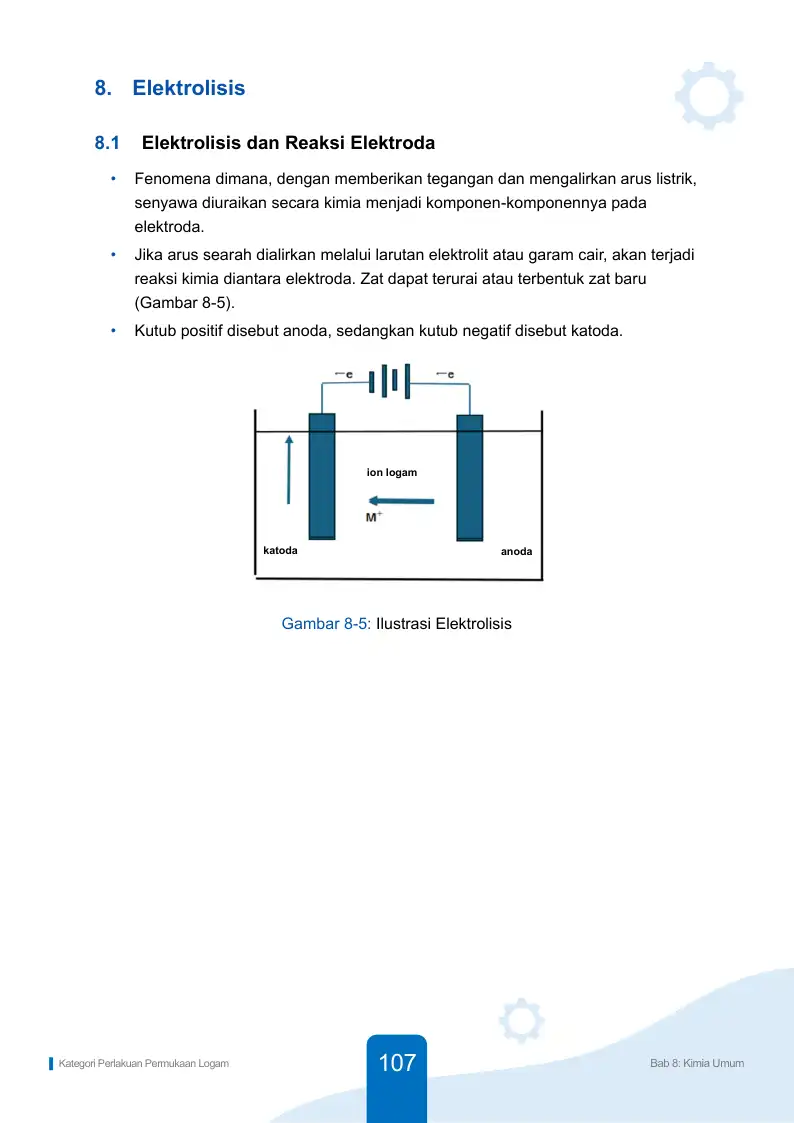 8. Elektrolisis
8.1 Elektrolisis dan Reaksi Elektroda
• Fenomena dimana, dengan memberikan tegangan dan mengalirkan arus listrik,
senyawa diuraikan secara kimia menjadi komponen-komponennya pada
elektroda.
• Jika arus searah dialirkan melalui larutan elektrolit atau garam cair, akan terjadi
reaksi kimia diantara elektroda. Zat dapat terurai atau terbentuk zat baru
(Gambar 8-5).
• Kutub positif disebut anoda, sedangkan kutub negatif disebut katoda.
←e ←e
ion logam
M⁺
katoda anoda
Gambar 8-5: Ilustrasi Elektrolisis
Kategori Perlakuan Permukaan Logam 107 Bab 8: Kimia Umum